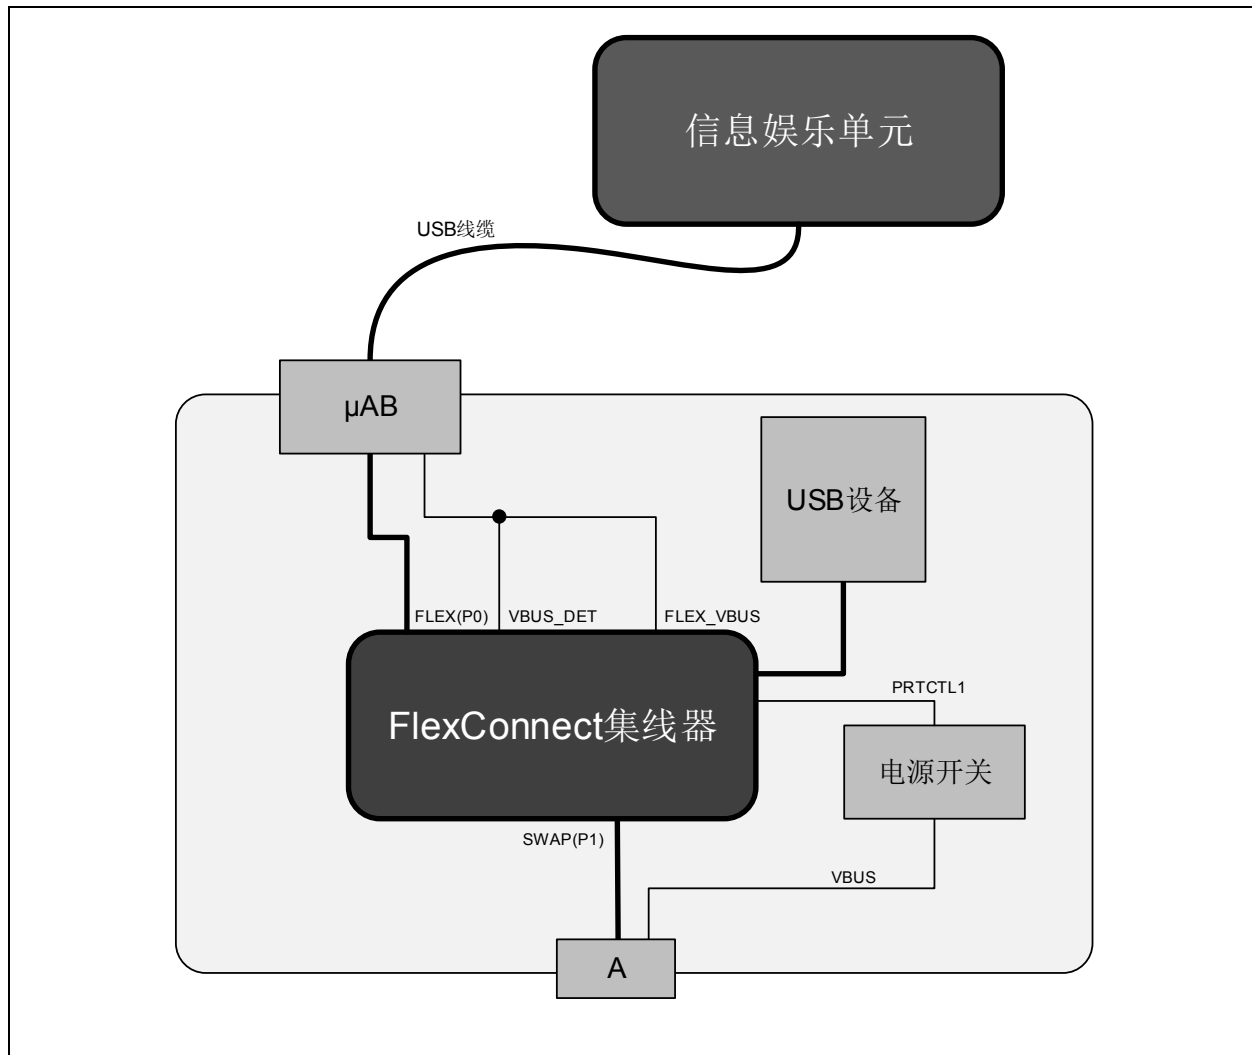 信息娱乐单元
USB线缆
µAB
USB设备
FLEX(P0)
VBUS_DET
FLEX_VBUS
PRTCTL1
FlexConnect集线器
电源开关
SWAP(P1)
VBUS
A